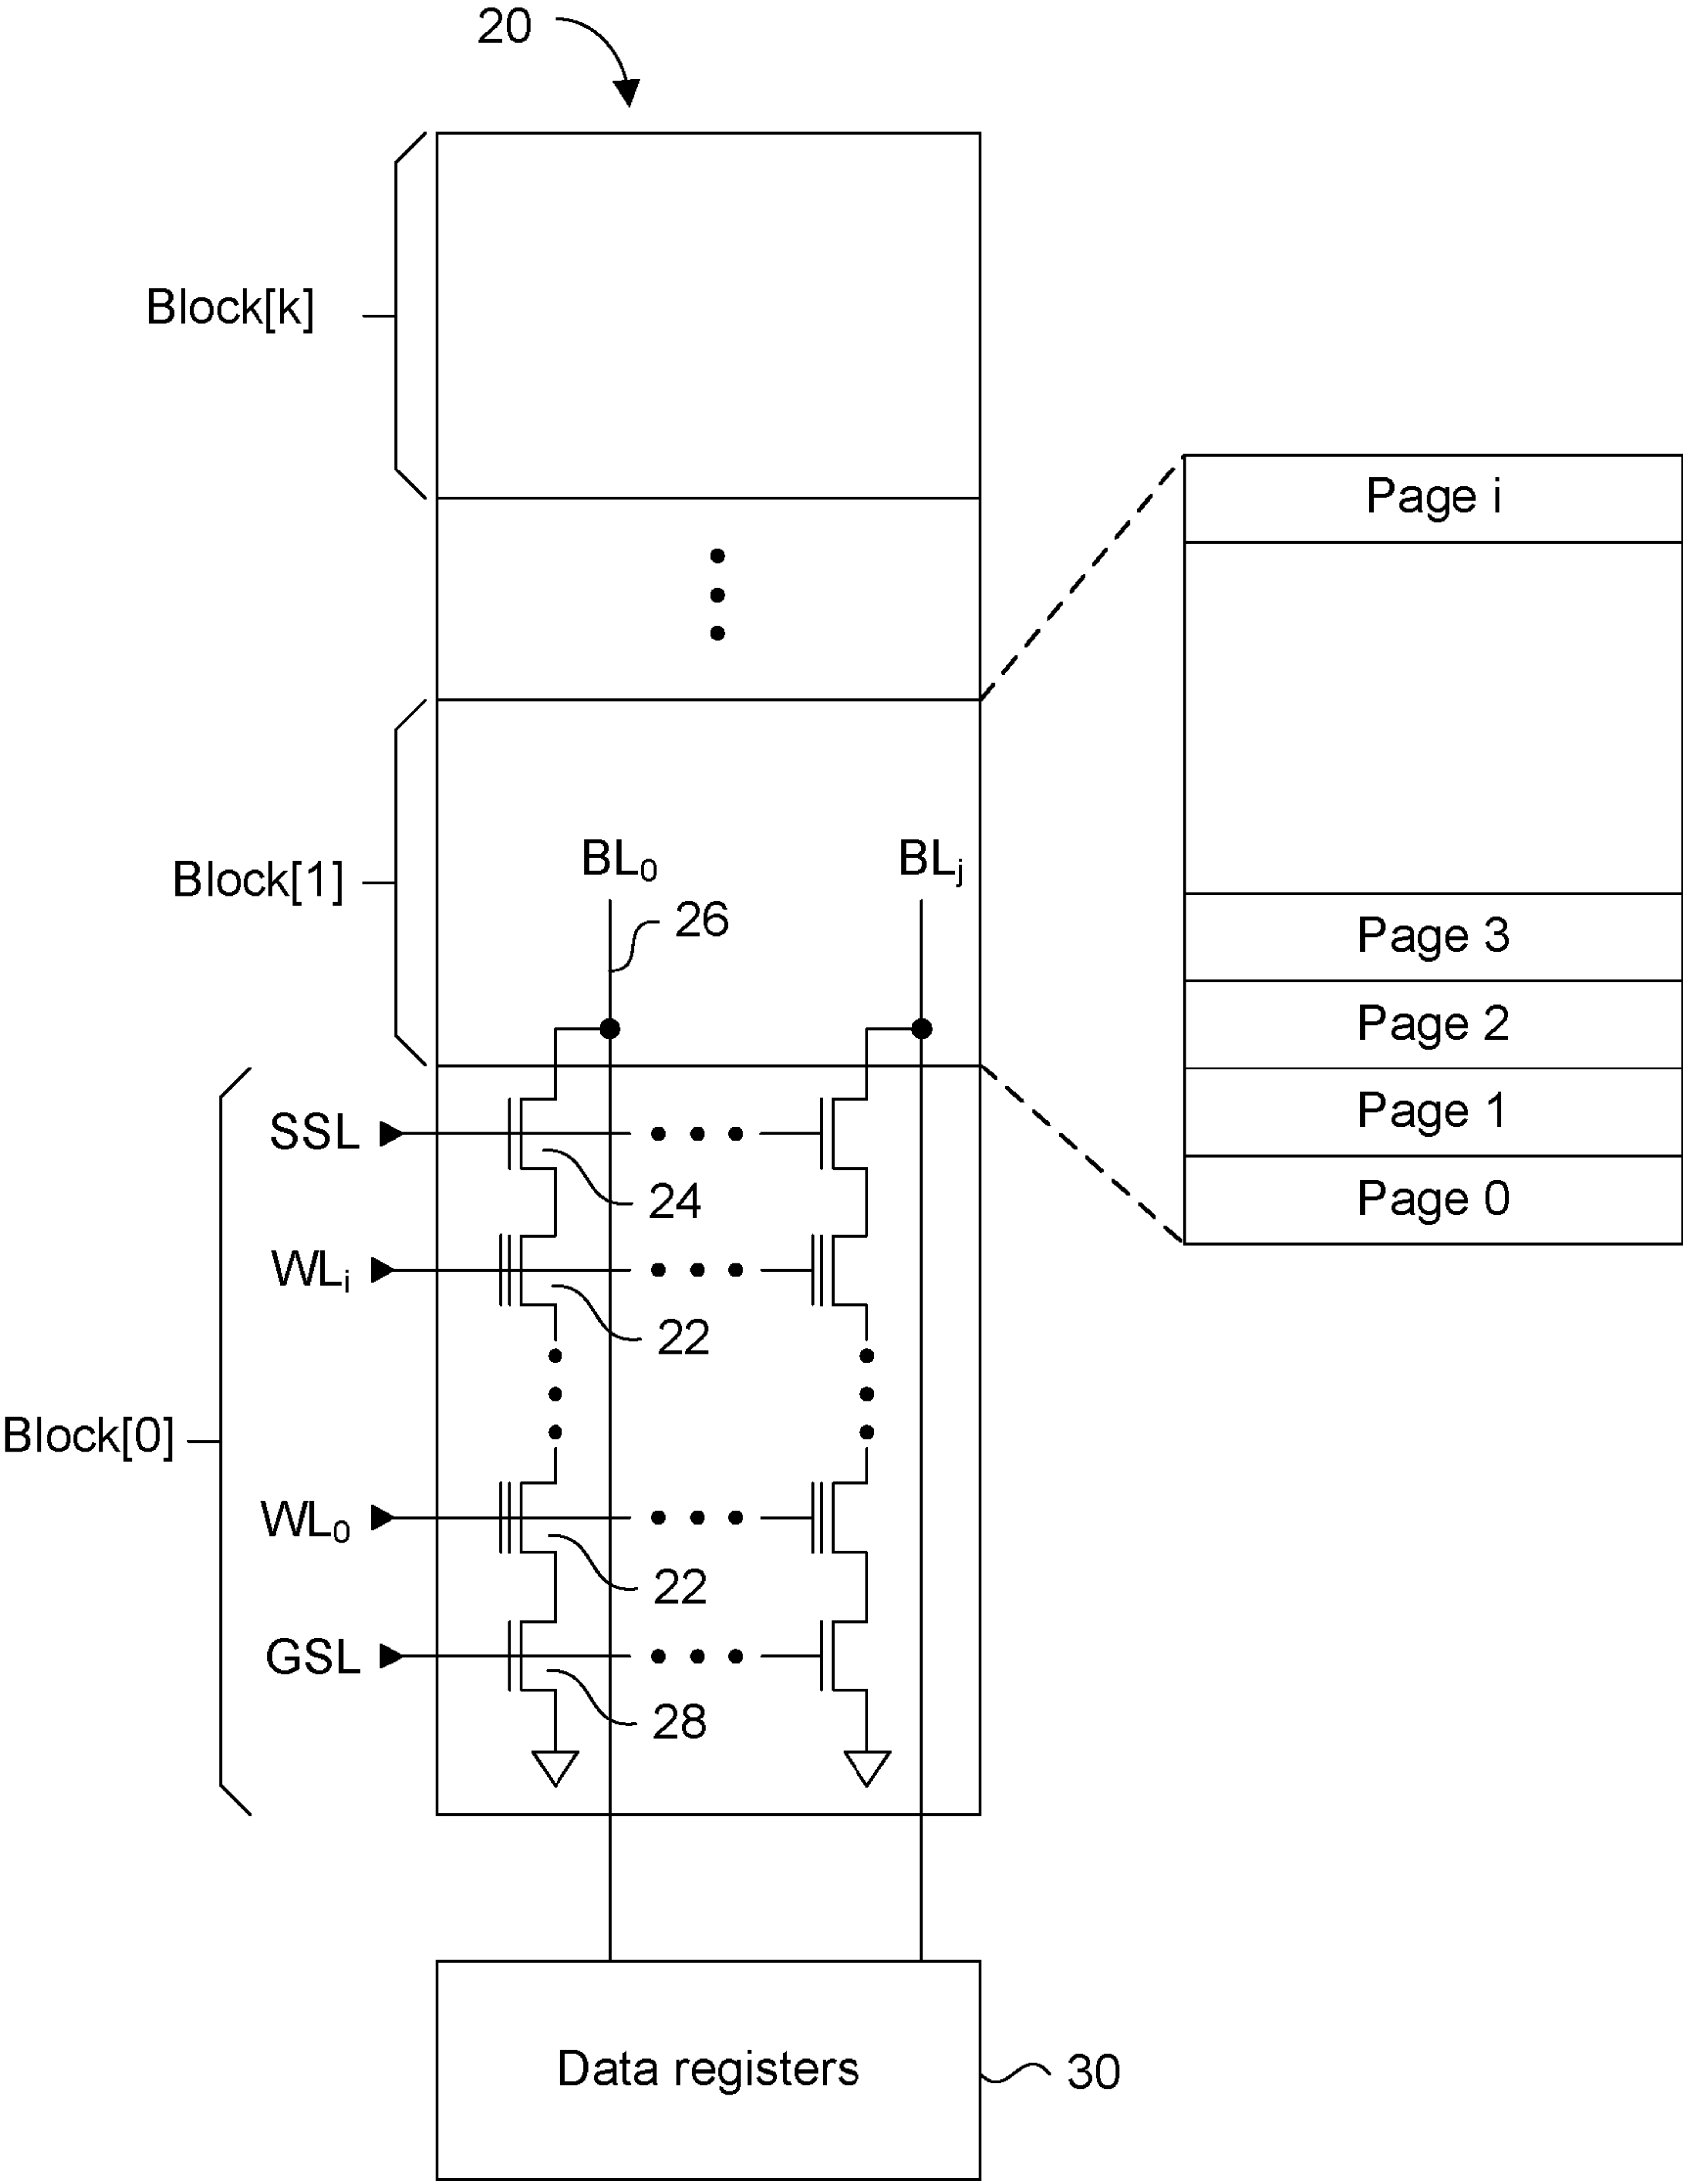 20
Block[k]
Page i
Block[1]
BL₀
BLⱼ
26
Page 3
Page 2
Page 1
Page 0
SSL
24
WLᵢ
22
Block[0]
WL₀
22
GSL
28
Data registers
30